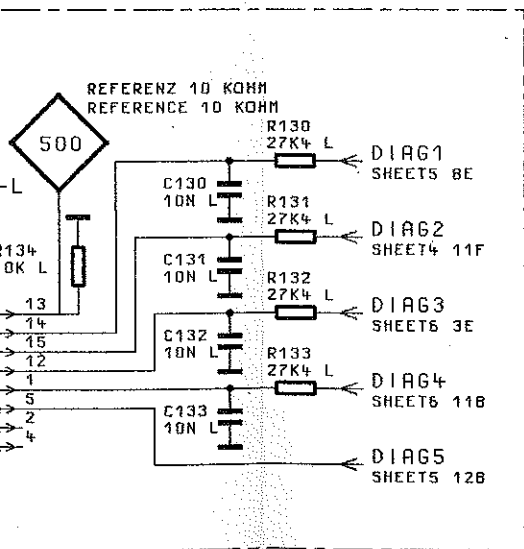 REFERENZ 10 KOHM
REFERENCE 10 KOHM
500
R130
27K4 L
DIAG1
SHEET5 8E
C130
10N L
-L
R131
27K4 L
DIAG2
SHEET4 11F
R134
0K L
C131
10N L
R132
27K4 L
DIAG3
SHEET6 3E
13
14
15
12
1
5
2
4
C132
10N L
R133
27K4 L
DIAG4
SHEET6 11B
C133
10N L
DIAG5
SHEET5 12B